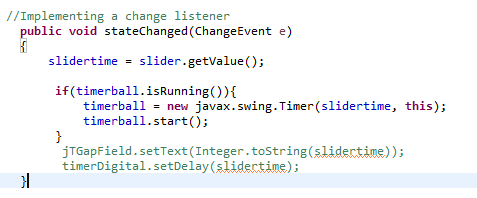 //Implementing a change listener
public void stateChanged(ChangeEvent e)
{
slidertime = slider.getValue();
if(timerball.isRunning()){
timerball = new javax.swing.Timer(slidertime, this);
timerball.start();
}
jTGapField.setText(Integer.toString(slidertime));
timerDigital.setDelay(slidertime);
}